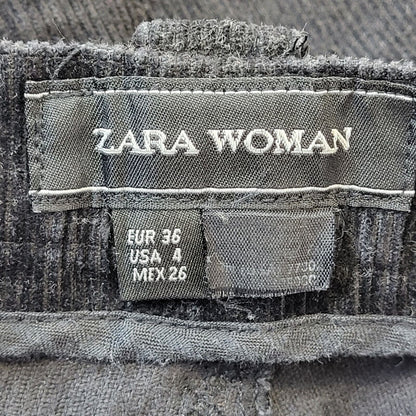 ZARA WOMAN
EUR 36
USA 4
MEX 26